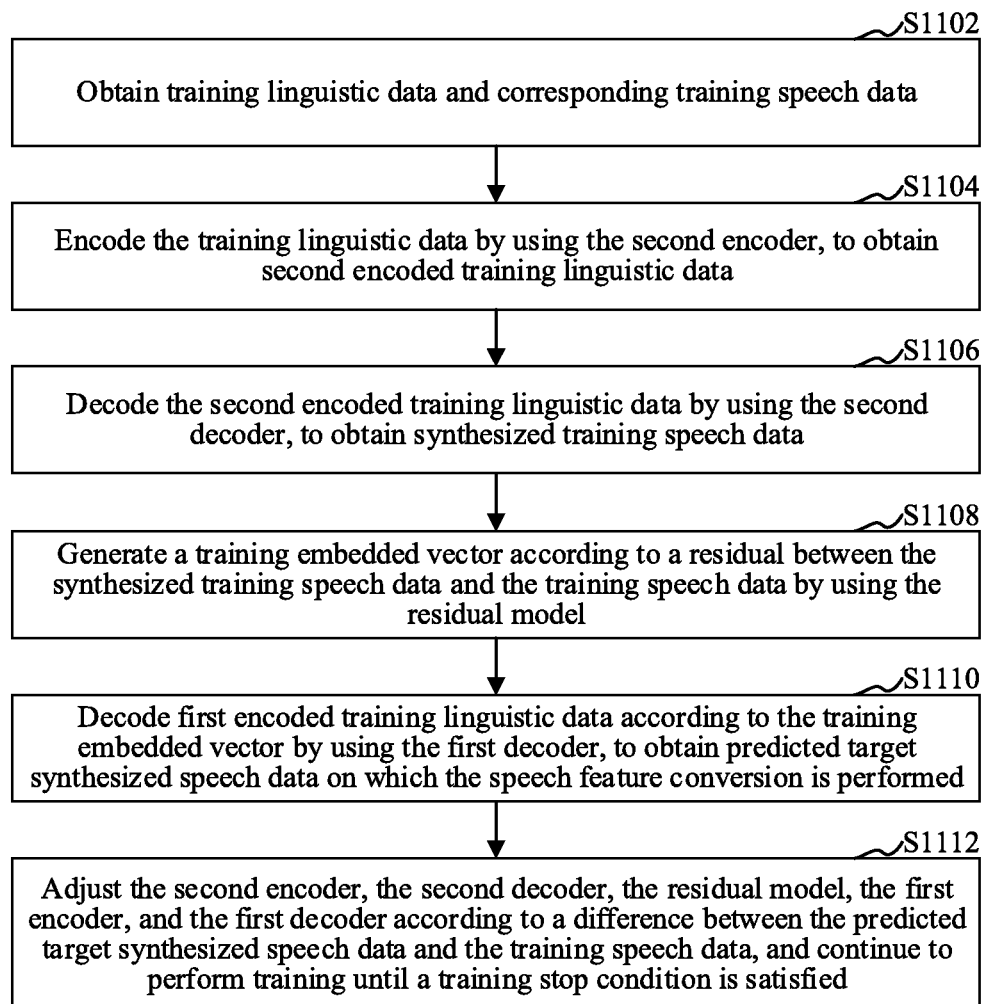 S1102
Obtain training linguistic data and corresponding training speech data
S1104
Encode the training linguistic data by using the second encoder, to obtain
second encoded training linguistic data
S1106
Decode the second encoded training linguistic data by using the second
decoder, to obtain synthesized training speech data
S1108
Generate a training embedded vector according to a residual between the
synthesized training speech data and the training speech data by using the
residual model
S1110
Decode first encoded training linguistic data according to the training
embedded vector by using the first decoder, to obtain predicted target
synthesized speech data on which the speech feature conversion is performed
S1112
Adjust the second encoder, the second decoder, the residual model, the first
encoder, and the first decoder according to a difference between the predicted
target synthesized speech data and the training speech data, and continue to
perform training until a training stop condition is satisfied